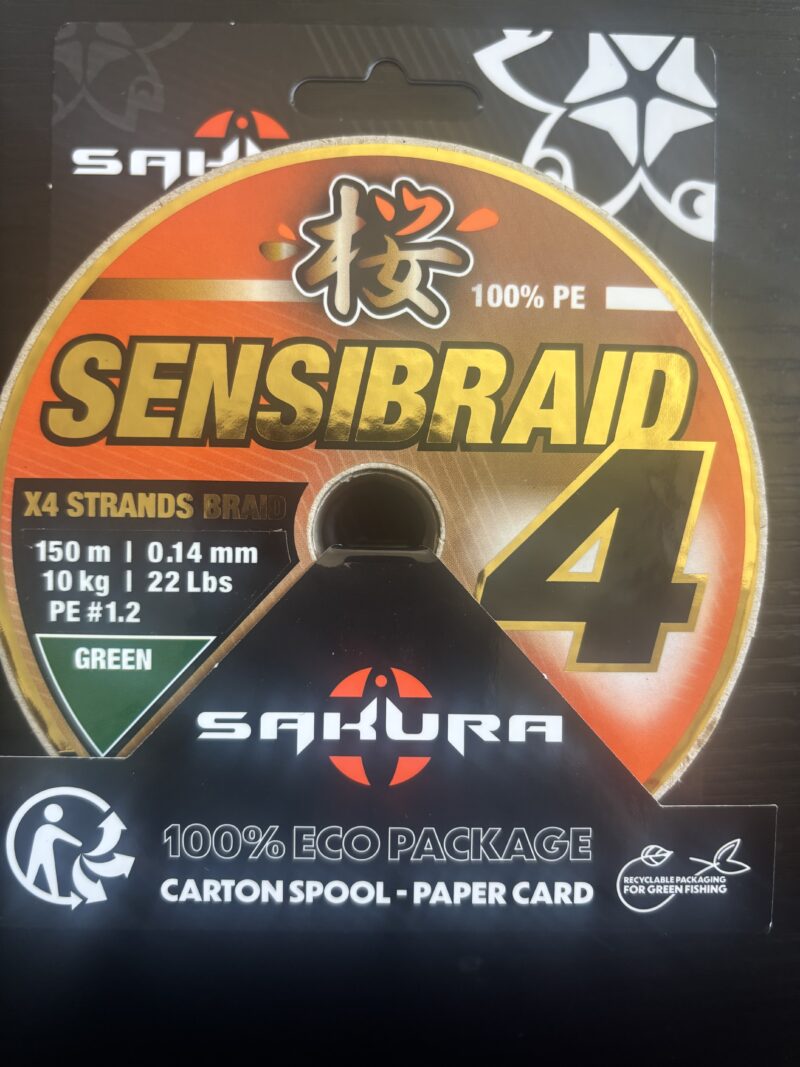 SAKU
桜
100% PE
SENSIBRAID
4
X4 STRANDS BRAID
150 m | 0.14 mm
10 kg | 22 Lbs
PE #1.2
GREEN
SAKURA
100% ECO PACKAGE
CARTON SPOOL - PAPER CARD
RECYCLABLE PACKAGING
FOR GREEN FISHING